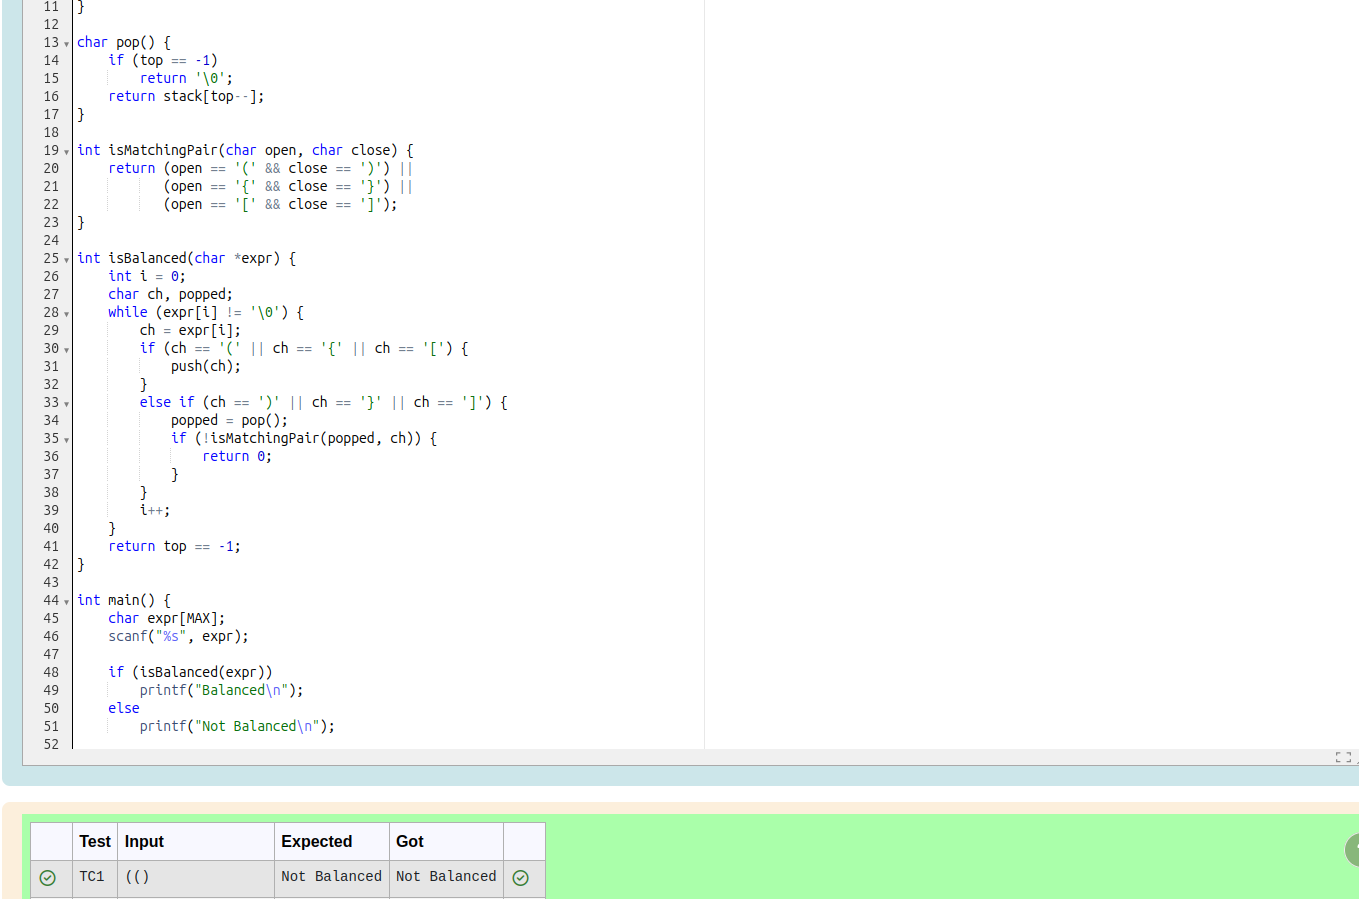 11 }
12
13 char pop() {
14     if (top == -1)
15         return '\0';
16     return stack[top--];
17 }
18
19 int isMatchingPair(char open, char close) {
20     return (open == '(' && close == ')') ||
21            (open == '{' && close == '}') ||
22            (open == '[' && close == ']');
23 }
24
25 int isBalanced(char *expr) {
26     int i = 0;
27     char ch, popped;
28     while (expr[i] != '\0') {
29         ch = expr[i];
30         if (ch == '(' || ch == '{' || ch == '[') {
31             push(ch);
32         }
33         else if (ch == ')' || ch == '}' || ch == ']') {
34             popped = pop();
35             if (!isMatchingPair(popped, ch)) {
36                 return 0;
37             }
38         }
39         i++;
40     }
41     return top == -1;
42 }
43
44 int main() {
45     char expr[MAX];
46     scanf("%s", expr);
47
48     if (isBalanced(expr))
49         printf("Balanced\n");
50     else
51         printf("Not Balanced\n");
52
Test Input Expected Got
TC1 (() Not Balanced Not Balanced